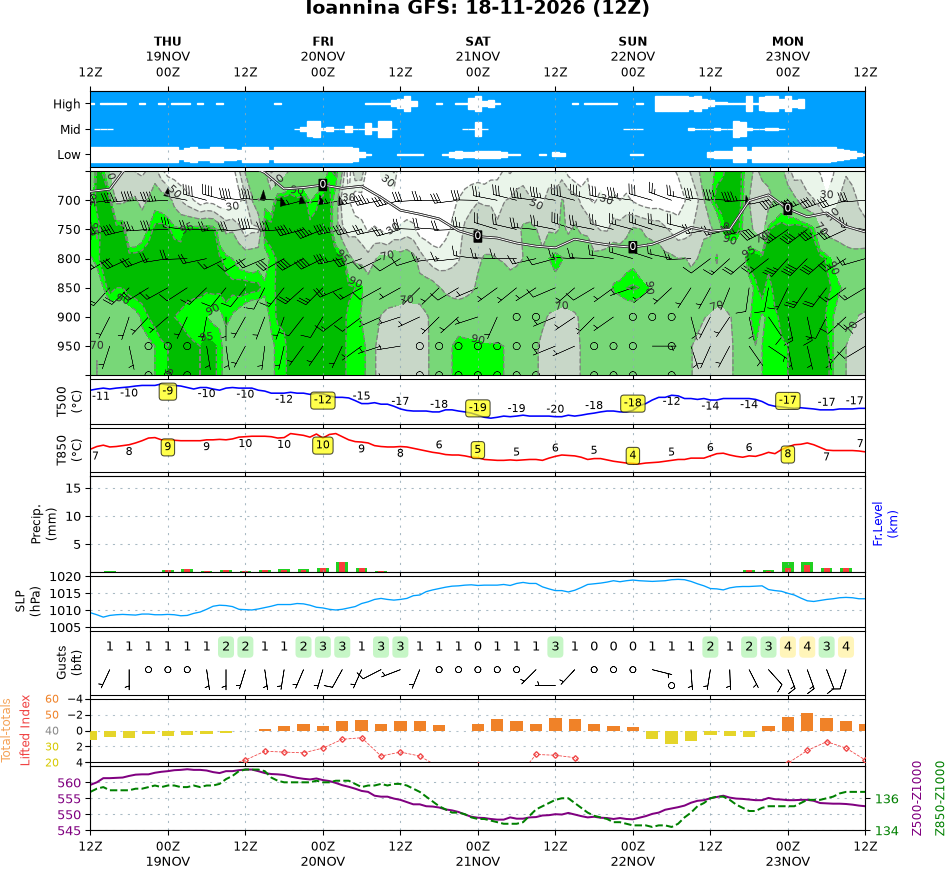 Ioannina GFS: 18-11-2026 (12Z)
THU FRI SAT SUN MON
19NOV 20NOV 21NOV 22NOV 23NOV
12Z 00Z 12Z 00Z 12Z 00Z 12Z 00Z 12Z 00Z 12Z
High
Mid
Low
700
750
800
850
900
950
T500 (°C)
-11 -10 -9 -10 -10 -12 -12 -15 -17 -18 -19 -19 -20 -18 -18 -12 -14 -14 -17 -17 -17
T850 (°C)
7 8 9 9 10 10 10 9 8 6 5 5 6 5 4 5 6 6 8 7 7
Precip. (mm)
15
10
5
Fr.Level (km)
SLP (hPa)
1020
1015
1010
1005
Gusts (bft)
1 1 1 1 1 1 2 2 1 1 2 3 3 1 3 3 1 1 1 0 1 1 1 3 1 0 0 0 1 1 1 2 1 2 3 4 4 3 4
Total-totals
Lifted Index
60 −4
50 −2
40 0
30 2
20 4
560
555
550
545
136
134
Z500-Z1000
Z850-Z1000
12Z 00Z 12Z 00Z 12Z 00Z 12Z 00Z 12Z 00Z 12Z
19NOV 20NOV 21NOV 22NOV 23NOV